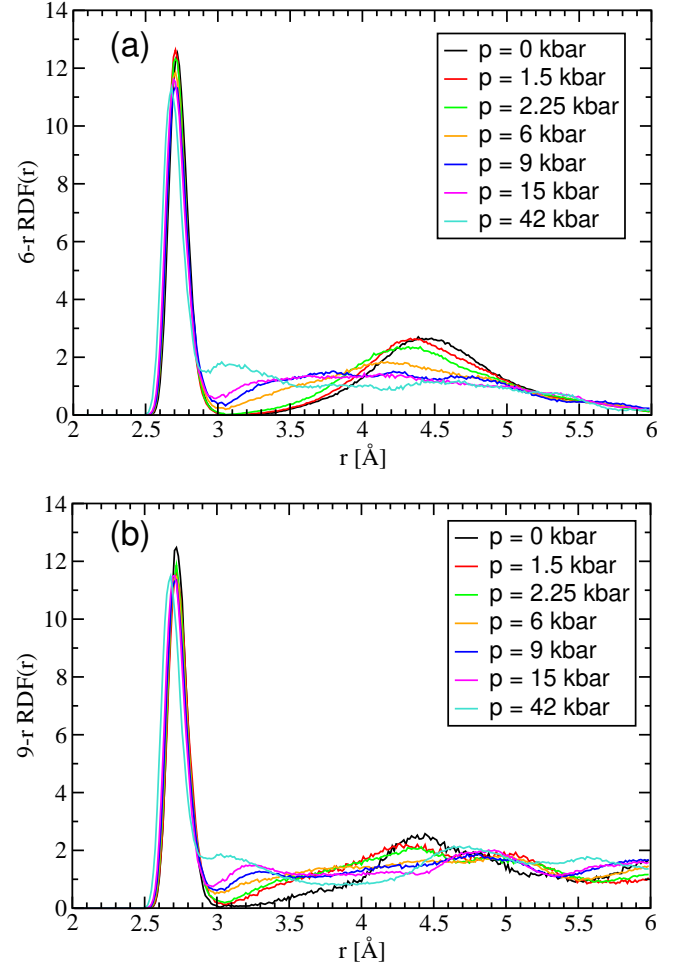 (a)
p = 0 kbar
p = 1.5 kbar
p = 2.25 kbar
p = 6 kbar
p = 9 kbar
p = 15 kbar
p = 42 kbar
14
12
10
8
6
4
2
0
6-r RDF(r)
2 2.5 3 3.5 4 4.5 5 5.5 6
r [Å]
(b)
p = 0 kbar
p = 1.5 kbar
p = 2.25 kbar
p = 6 kbar
p = 9 kbar
p = 15 kbar
p = 42 kbar
14
12
10
8
6
4
2
0
9-r RDF(r)
2 2.5 3 3.5 4 4.5 5 5.5 6
r [Å]